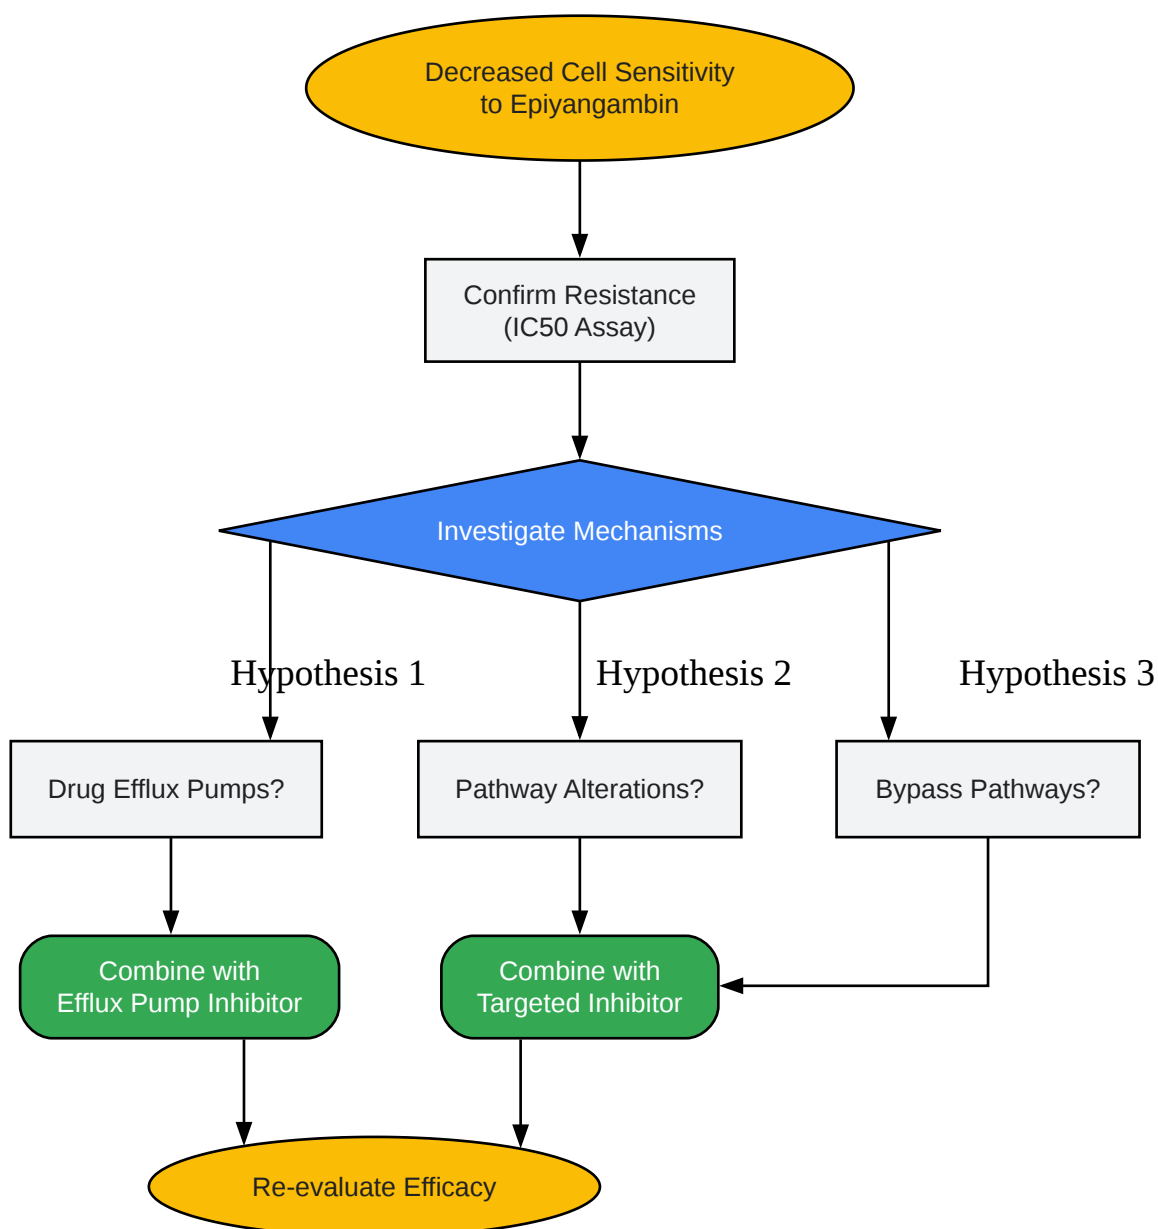 Decreased Cell Sensitivity
to Epiyangambin
Confirm Resistance
(IC50 Assay)
Investigate Mechanisms
Hypothesis 1
Hypothesis 2
Hypothesis 3
Drug Efflux Pumps?
Pathway Alterations?
Bypass Pathways?
Combine with
Efflux Pump Inhibitor
Combine with
Targeted Inhibitor
Re-evaluate Efficacy